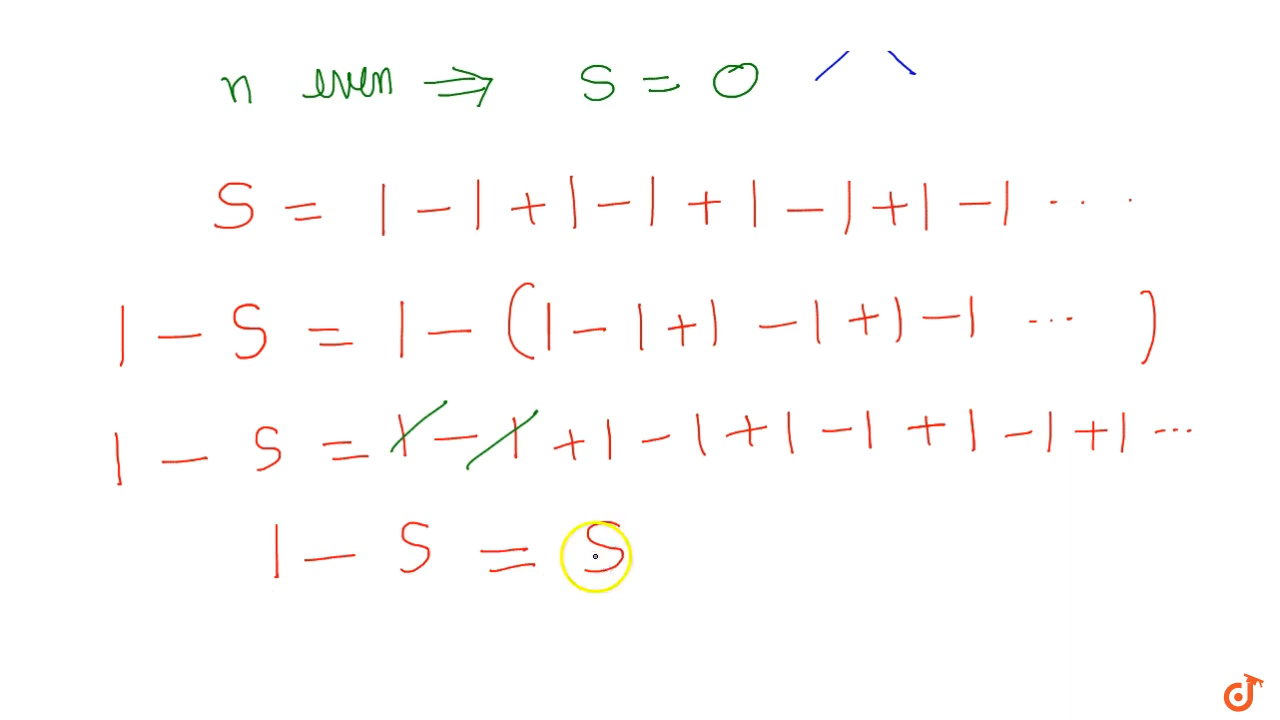 n even ⇒ S = 0
S = 1 - 1 + 1 - 1 + 1 - 1 + 1 - 1 ... .
1 - S = 1 - (1 - 1 + 1 - 1 + 1 - 1 ... )
1 - S = 1 - 1 + 1 - 1 + 1 - 1 + 1 - 1 + 1 ...
1 - S = S